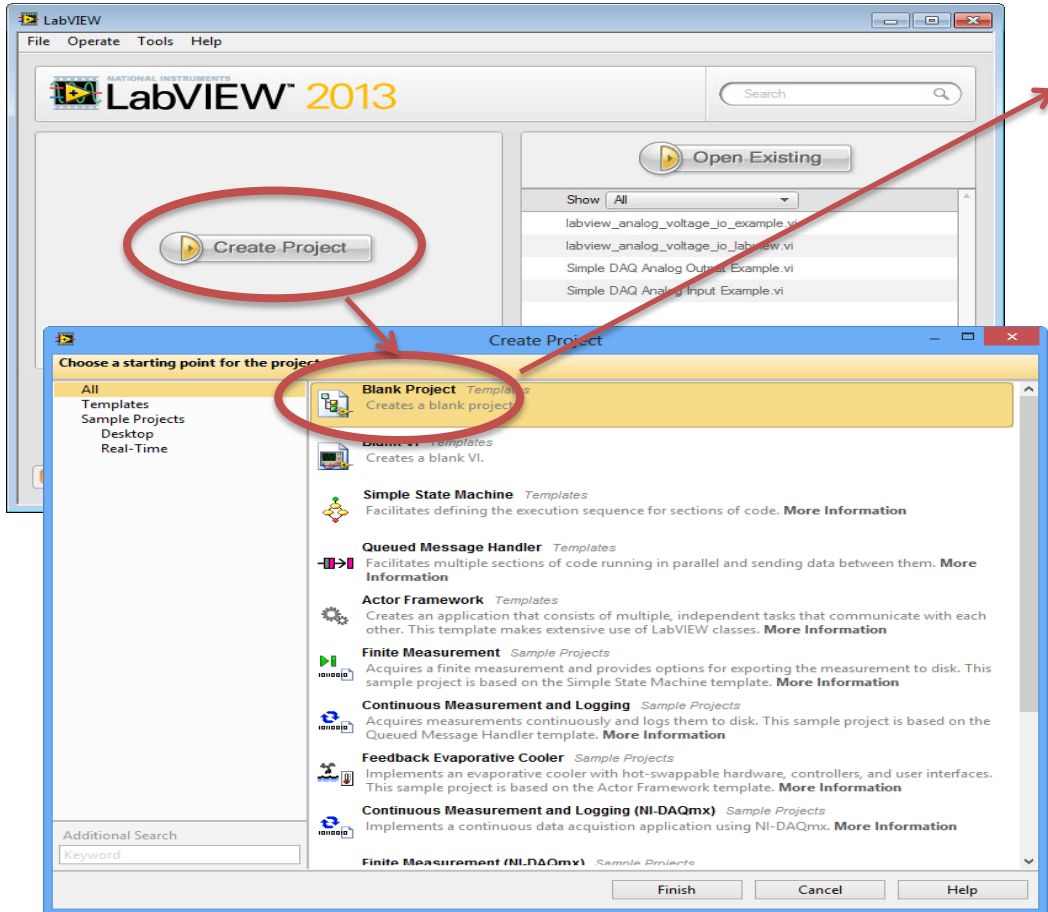 LabVIEW
File Operate Tools Help
NATIONAL INSTRUMENTS
LabVIEW™ 2013
Search
Create Project
Open Existing
Show All
labview_analog_voltage_io_example.vi
labview_analog_voltage_io_labview.vi
Simple DAQ Analog Output Example.vi
Simple DAQ Analog Input Example.vi
Create Project
Choose a starting point for the project
All
Templates
Sample Projects
Desktop
Real-Time
Additional Search
Keyword
Blank Project Templates
Creates a blank project
Blank VI Templates
Creates a blank VI.
Simple State Machine Templates
Facilitates defining the execution sequence for sections of code. More Information
Queued Message Handler Templates
Facilitates multiple sections of code running in parallel and sending data between them. More
Information
Actor Framework Templates
Creates an application that consists of multiple, independent tasks that communicate with each
other. This template makes extensive use of LabVIEW classes. More Information
Finite Measurement Sample Projects
Acquires a finite measurement and provides options for exporting the measurement to disk. This
sample project is based on the Simple State Machine template. More Information
Continuous Measurement and Logging Sample Projects
Acquires measurements continuously and logs them to disk. This sample project is based on the
Queued Message Handler template. More Information
Feedback Evaporative Cooler Sample Projects
Implements an evaporative cooler with hot-swappable hardware, controllers, and user interfaces.
This sample project is based on the Actor Framework template. More Information
Continuous Measurement and Logging (NI-DAQmx) Sample Projects
Implements a continuous data acquistion application using NI-DAQmx. More Information
Finite Measurement (NI-DAQmx) Sample Projects
Finish Cancel Help